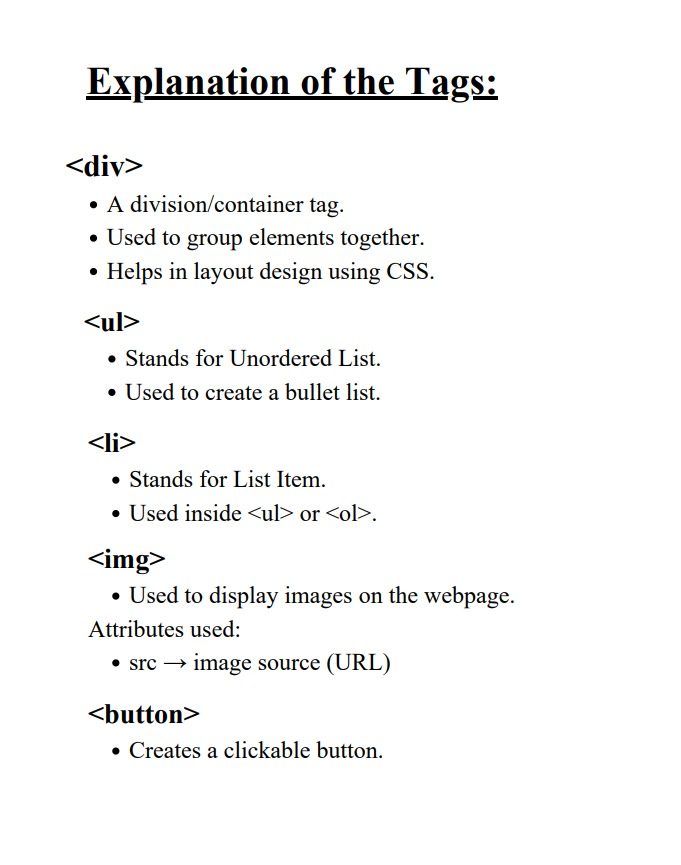 Explanation of the Tags:
<div>
• A division/container tag.
• Used to group elements together.
• Helps in layout design using CSS.
<ul>
• Stands for Unordered List.
• Used to create a bullet list.
<li>
• Stands for List Item.
• Used inside <ul> or <ol>.
<img>
• Used to display images on the webpage.
Attributes used:
• src → image source (URL)
<button>
• Creates a clickable button.